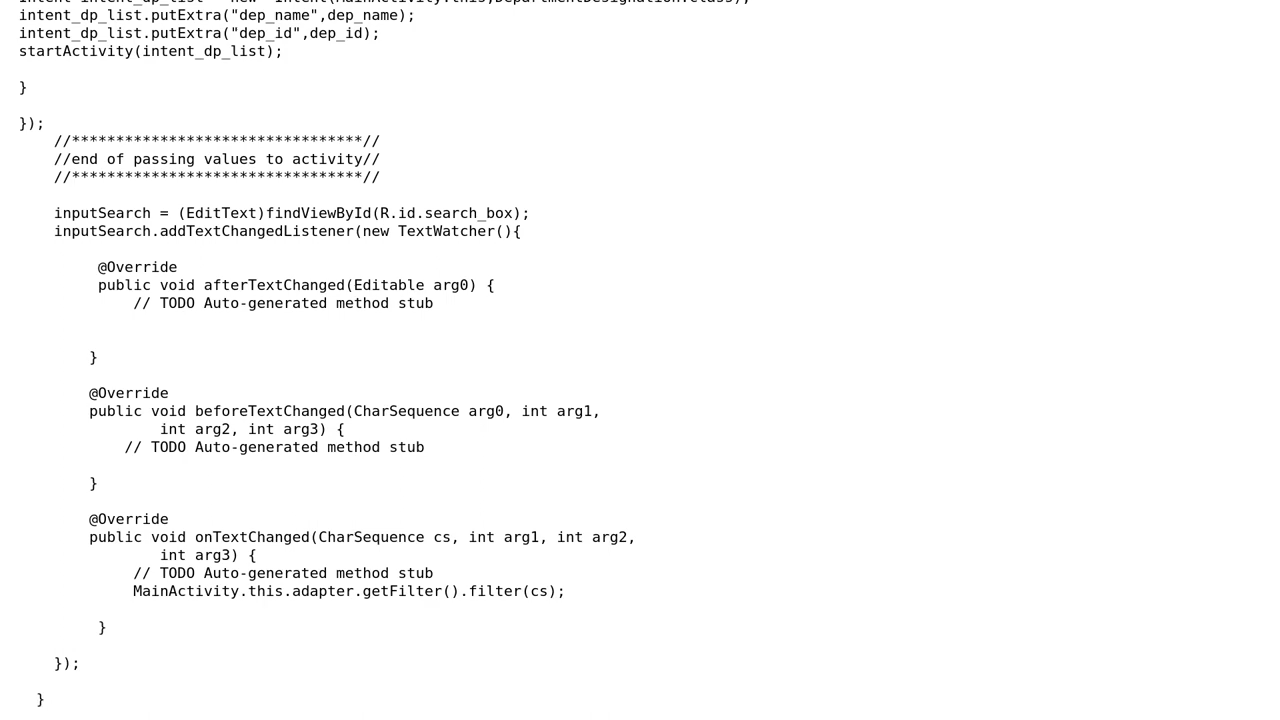 intent_dp_list.putExtra("dep_name",dep_name);
intent_dp_list.putExtra("dep_id",dep_id);
startActivity(intent_dp_list);
}
});
//*********************************//
//end of passing values to activity//
//*********************************//
inputSearch = (EditText)findViewById(R.id.search_box);
inputSearch.addTextChangedListener(new TextWatcher(){
@Override
public void afterTextChanged(Editable arg0) {
// TODO Auto-generated method stub
}
@Override
public void beforeTextChanged(CharSequence arg0, int arg1,
int arg2, int arg3) {
// TODO Auto-generated method stub
}
@Override
public void onTextChanged(CharSequence cs, int arg1, int arg2,
int arg3) {
// TODO Auto-generated method stub
MainActivity.this.adapter.getFilter().filter(cs);
}
});
}